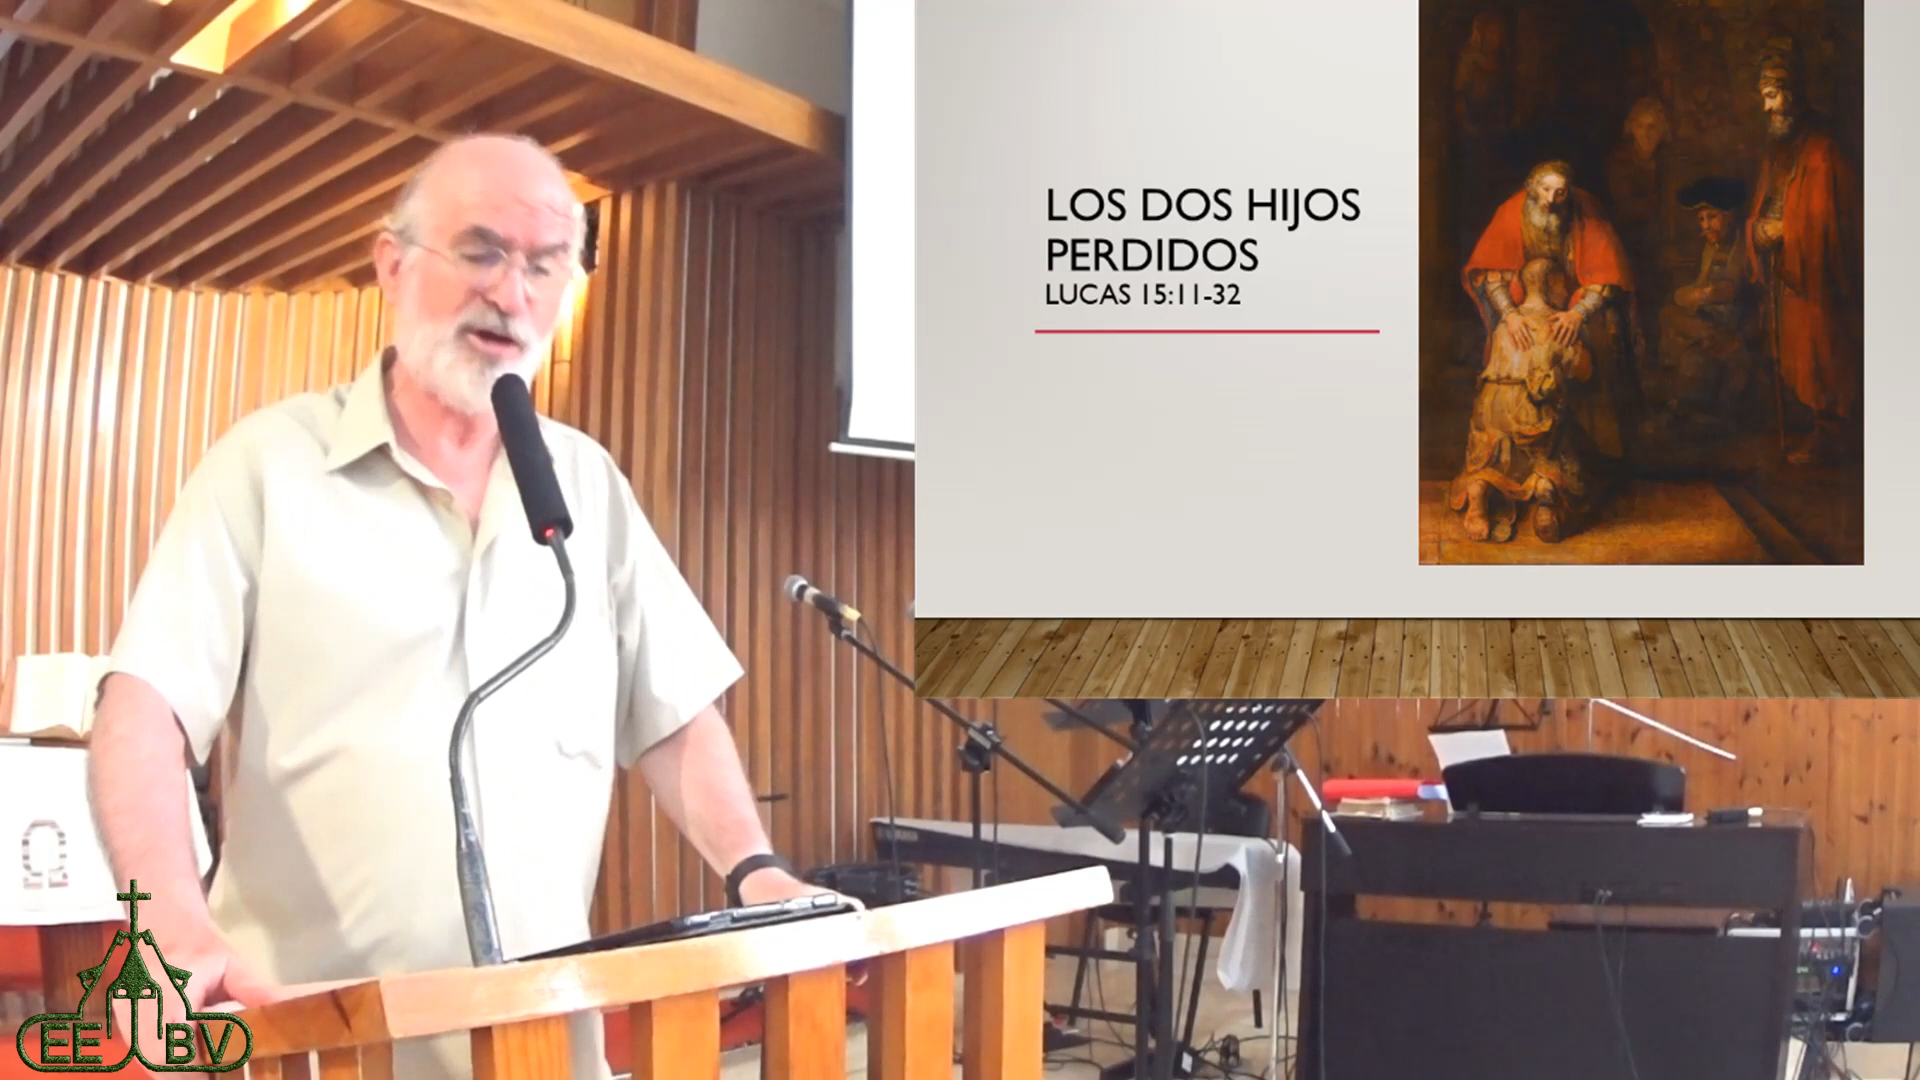 LOS DOS HIJOS
PERDIDOS
LUCAS 15:11-32
Ω
EE BV